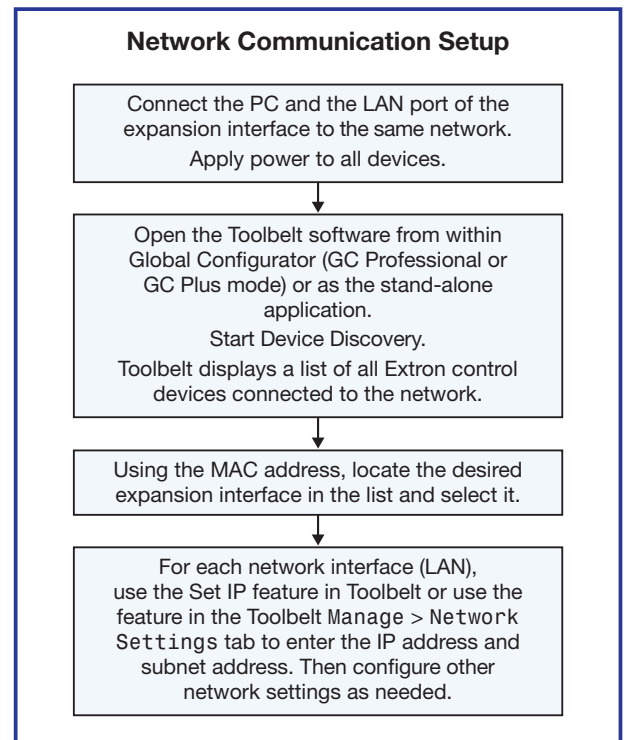 Network Communication Setup
Connect the PC and the LAN port of the
expansion interface to the same network.
Apply power to all devices.
Open the Toolbelt software from within
Global Configurator (GC Professional or
GC Plus mode) or as the stand-alone
application.
Start Device Discovery.
Toolbelt displays a list of all Extron control
devices connected to the network.
Using the MAC address, locate the desired
expansion interface in the list and select it.
For each network interface (LAN),
use the Set IP feature in Toolbelt or use the
feature in the Toolbelt Manage > Network
Settings tab to enter the IP address and
subnet address. Then configure other
network settings as needed.